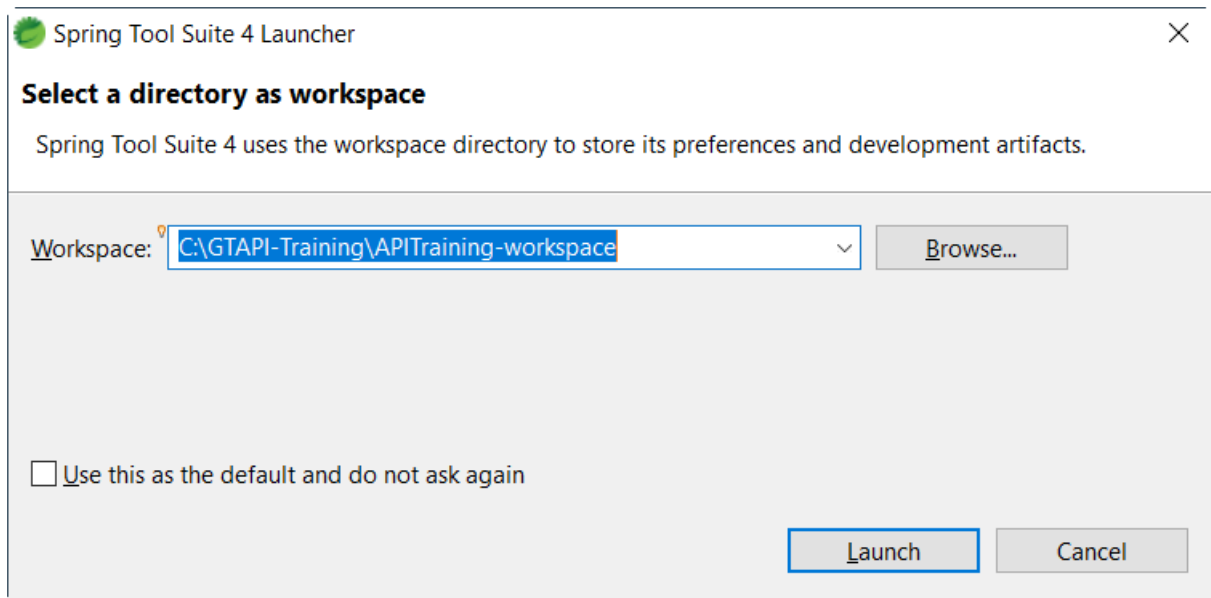 Spring Tool Suite 4 Launcher
Select a directory as workspace
Spring Tool Suite 4 uses the workspace directory to store its preferences and development artifacts.
Workspace: C:\GTAPI-Training\APITraining-workspace Browse...
Use this as the default and do not ask again
Launch Cancel